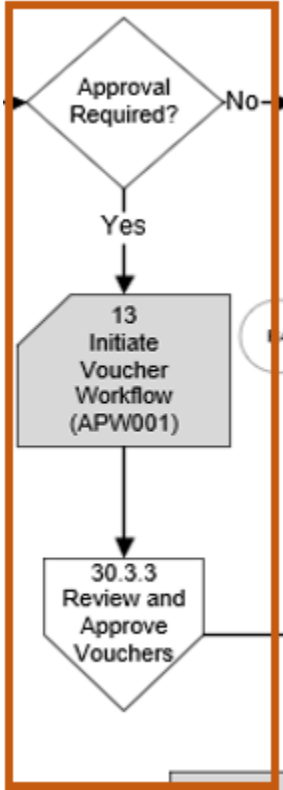 Approval
Required?
No
Yes
13
Initiate
Voucher
Workflow
(APW001)
30.3.3
Review and
Approve
Vouchers